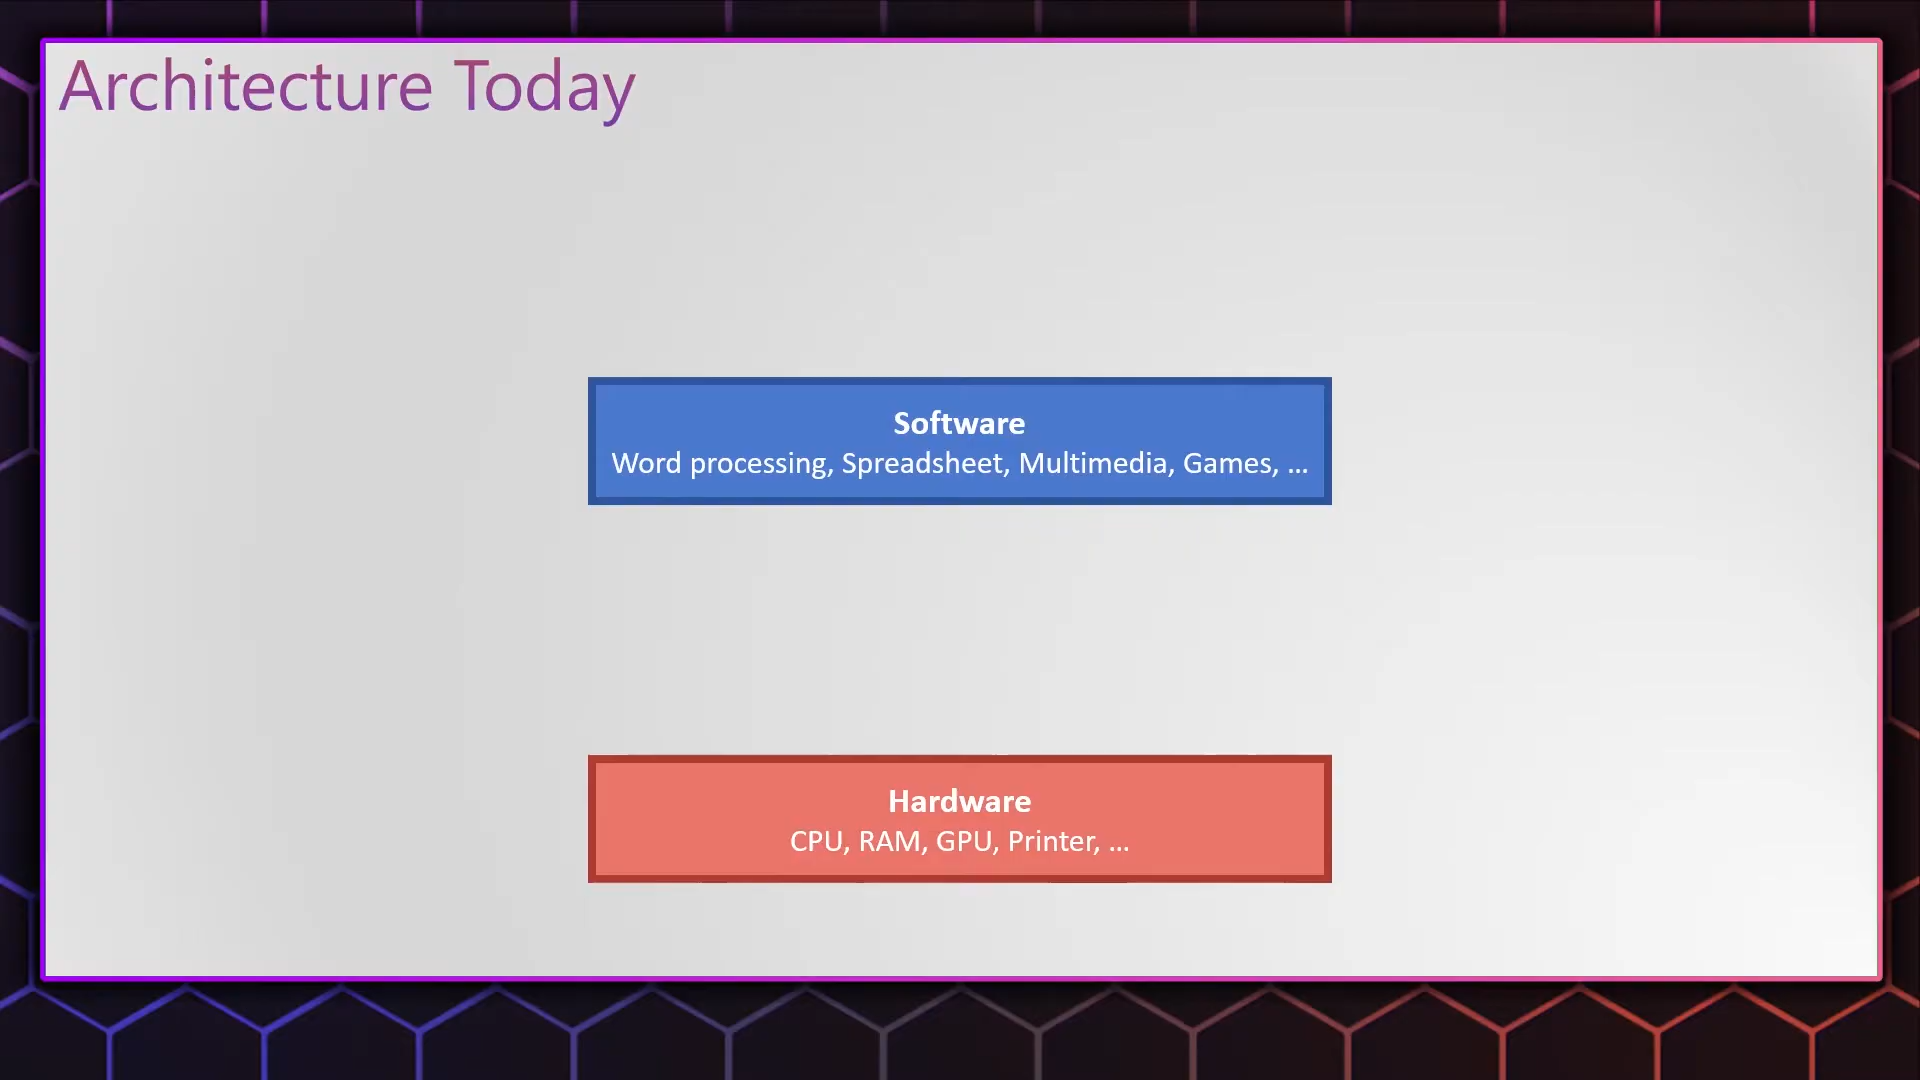 Architecture Today
Software
Word processing, Spreadsheet, Multimedia, Games, ...
Hardware
CPU, RAM, GPU, Printer, ...